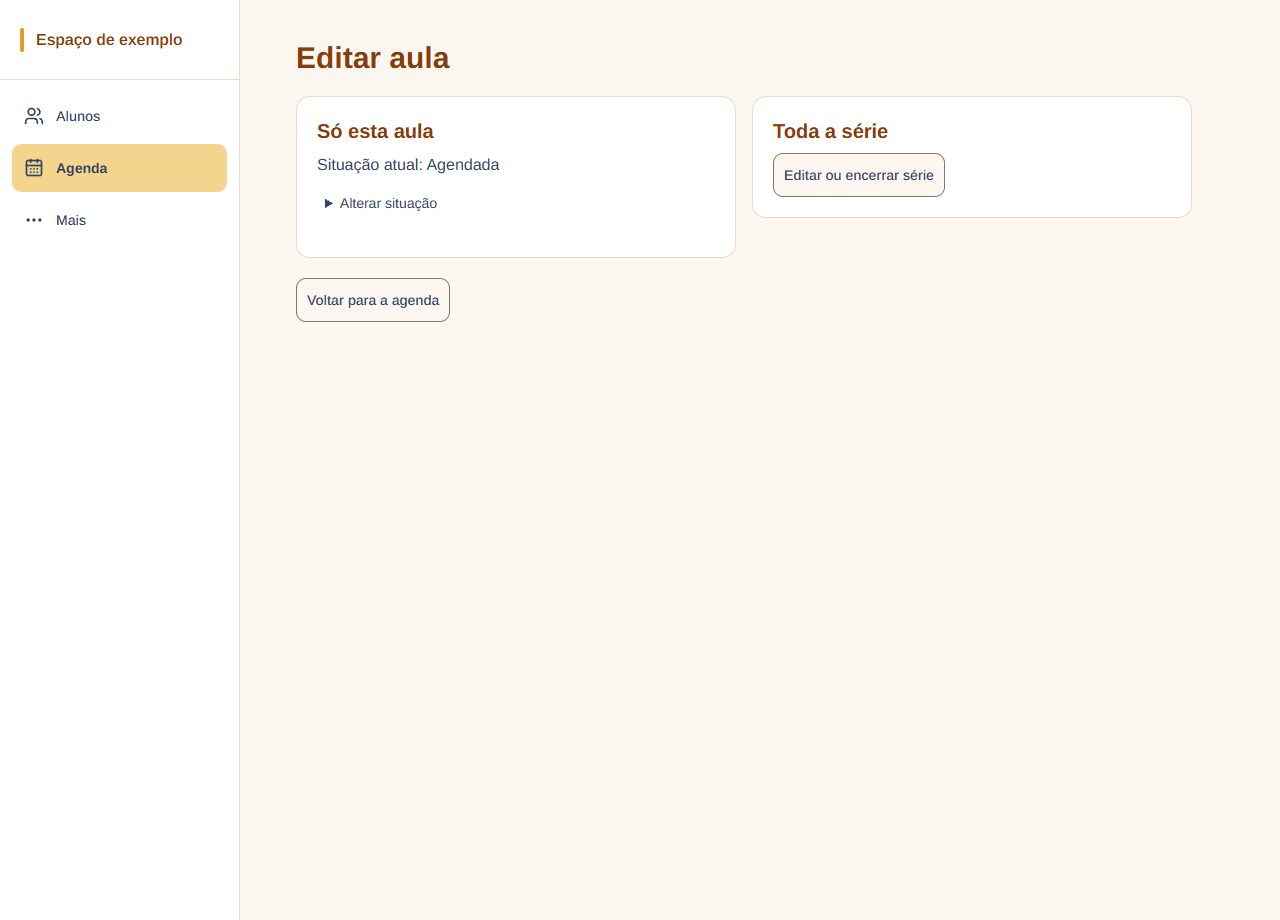 Espaço de exemplo
Alunos
Agenda
Mais
Editar aula
Só esta aula
Situação atual: Agendada
Alterar situação
Toda a série
Editar ou encerrar série
Voltar para a agenda